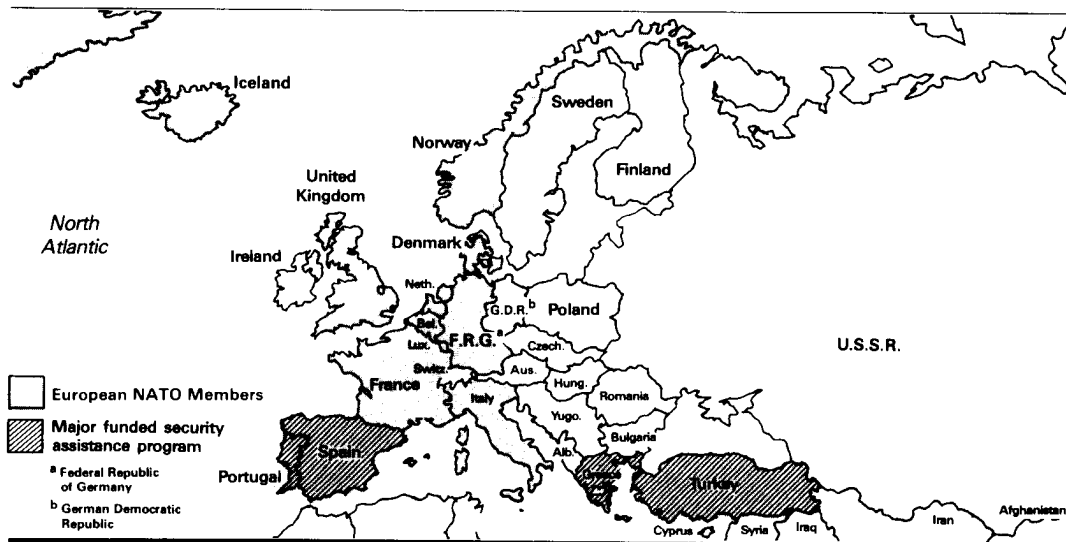 Iceland
Sweden
Norway
Finland
United
Kingdom
North
Atlantic
Denmark
Ireland
Neth.
G.D.R.b
Poland
Bel.
F.R.G.a
Lux.
Czech.
U.S.S.R.
Switz.
Aus.
France
Hung.
Italy
Romania
European NATO Members
Yugo.
Major funded security
assistance program
Bulgaria
Spain
Alb.
Portugal
Greece
Turkey
a Federal Republic
of Germany
b German Democratic
Republic
Cyprus
Syria
Iraq
Iran
Afghanistan